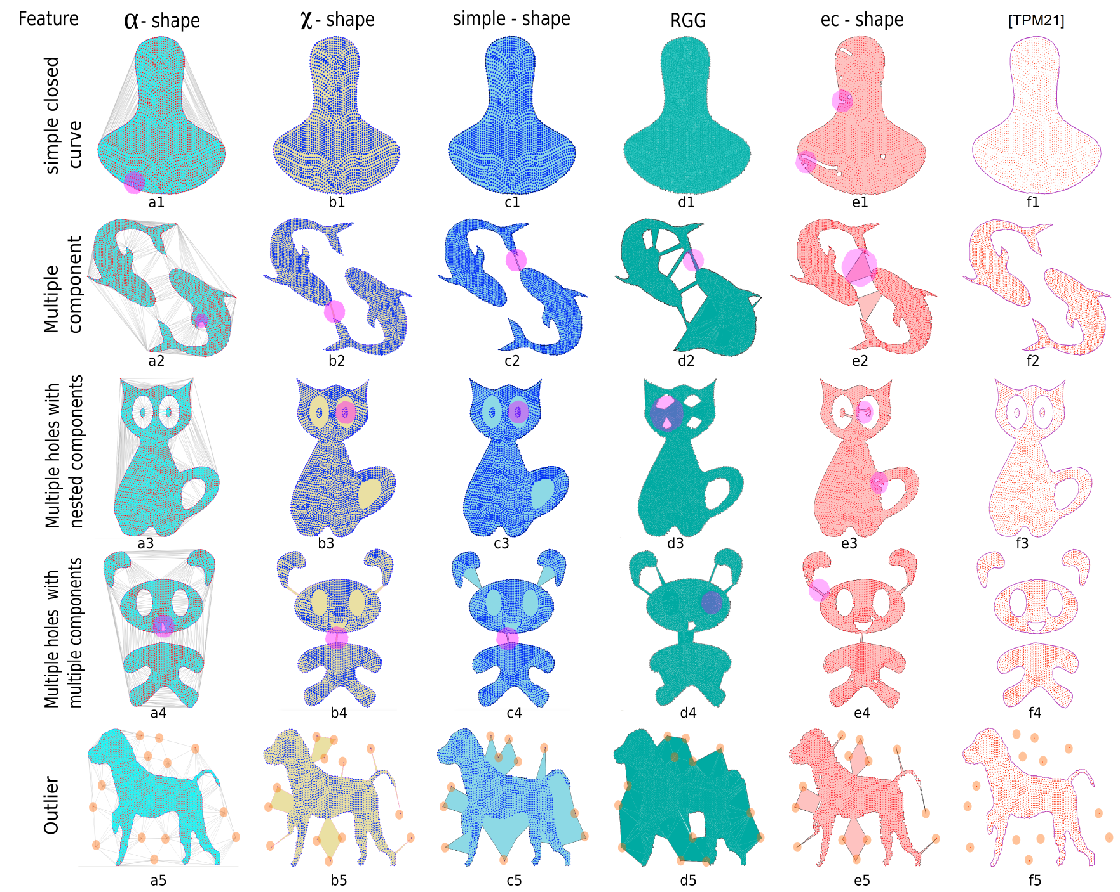 Feature α - shape χ - shape simple - shape RGG ec - shape [TPM21]
simple closed
curve
a1 b1 c1 d1 e1 f1
Multiple
component
a2 b2 c2 d2 e2 f2
Multiple holes with
nested components
a3 b3 c3 d3 e3 f3
Multiple holes with
multiple components
a4 b4 c4 d4 e4 f4
Outlier
a5 b5 c5 d5 e5 f5